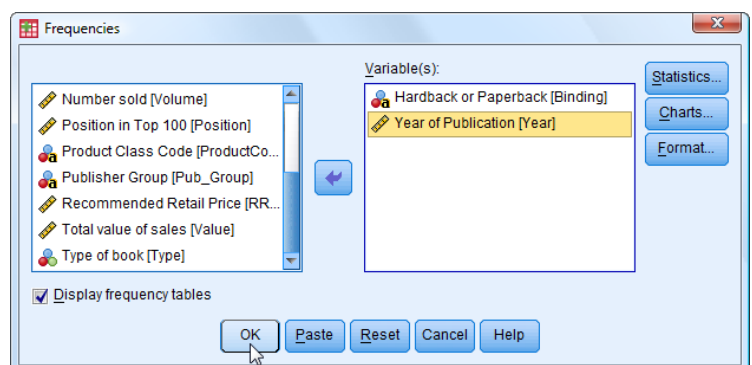 Frequencies
Variable(s):
Number sold [Volume]
Position in Top 100 [Position]
Product Class Code [ProductCo...
Publisher Group [Pub_Group]
Recommended Retail Price [RR...
Total value of sales [Value]
Type of book [Type]
Hardback or Paperback [Binding]
Year of Publication [Year]
Statistics...
Charts...
Format...
Display frequency tables
OK Paste Reset Cancel Help